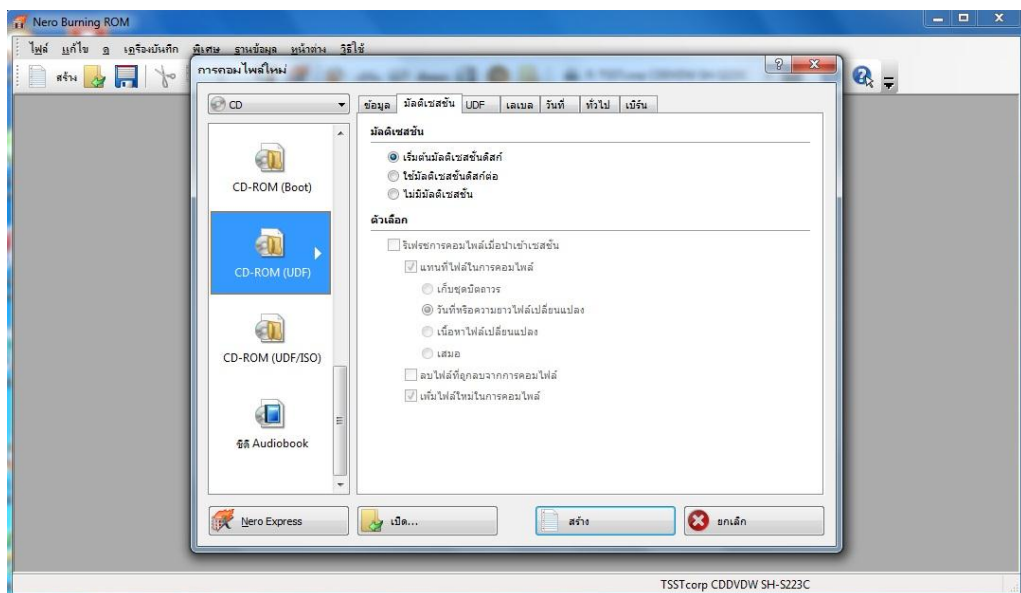 Nero Burning ROM
ไฟล์ แก้ไข ดู เครื่องบันทึก พิเศษ ฐานข้อมูล หน้าต่าง วิธีใช้
สร้าง
การคอมไพล์ใหม่
CD
ข้อมูล มัลติเซสชัน UDF เลเบล วันที่ ทั่วไป เบิร์น
มัลติเซสชัน
เริ่มต้นมัลติเซสชันดิสก์
ใช้มัลติเซสชันดิสก์ต่อ
ไม่มีมัลติเซสชัน
ตัวเลือก
รีเฟรชการคอมไพล์เมื่อนำเข้าเซสชัน
แทนที่ไฟล์ในการคอมไพล์
เก็บชุดบิตถาวร
วันที่หรือความยาวไฟล์เปลี่ยนแปลง
เนื้อหาไฟล์เปลี่ยนแปลง
เสมอ
ลบไฟล์ที่ถูกลบจากการคอมไพล์
เพิ่มไฟล์ใหม่ในการคอมไพล์
CD-ROM (Boot)
CD-ROM (UDF)
CD-ROM (UDF/ISO)
ซีดี Audiobook
Nero Express
เปิด...
สร้าง
ยกเลิก
TSSTcorp CDDVDW SH-S223C